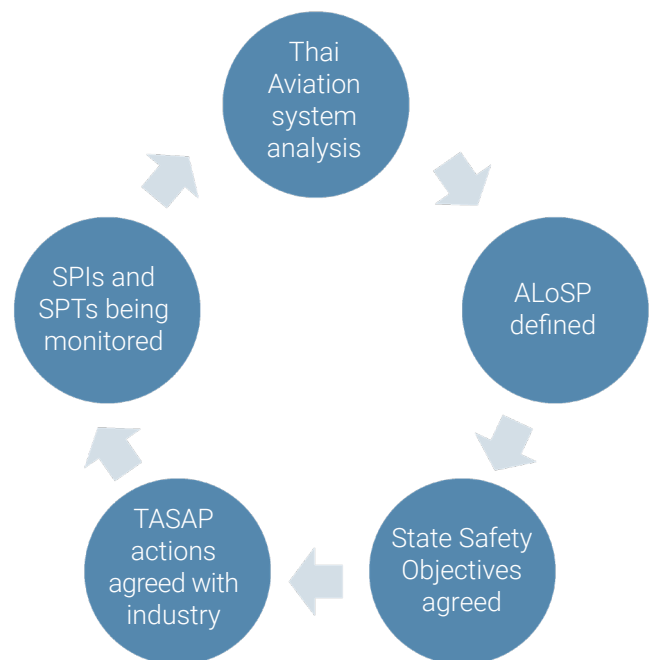 Thai
Aviation
system
analysis
ALoSP
defined
State Safety
Objectives
agreed
TASAP
actions
agreed with
industry
SPIs and
SPTs being
monitored